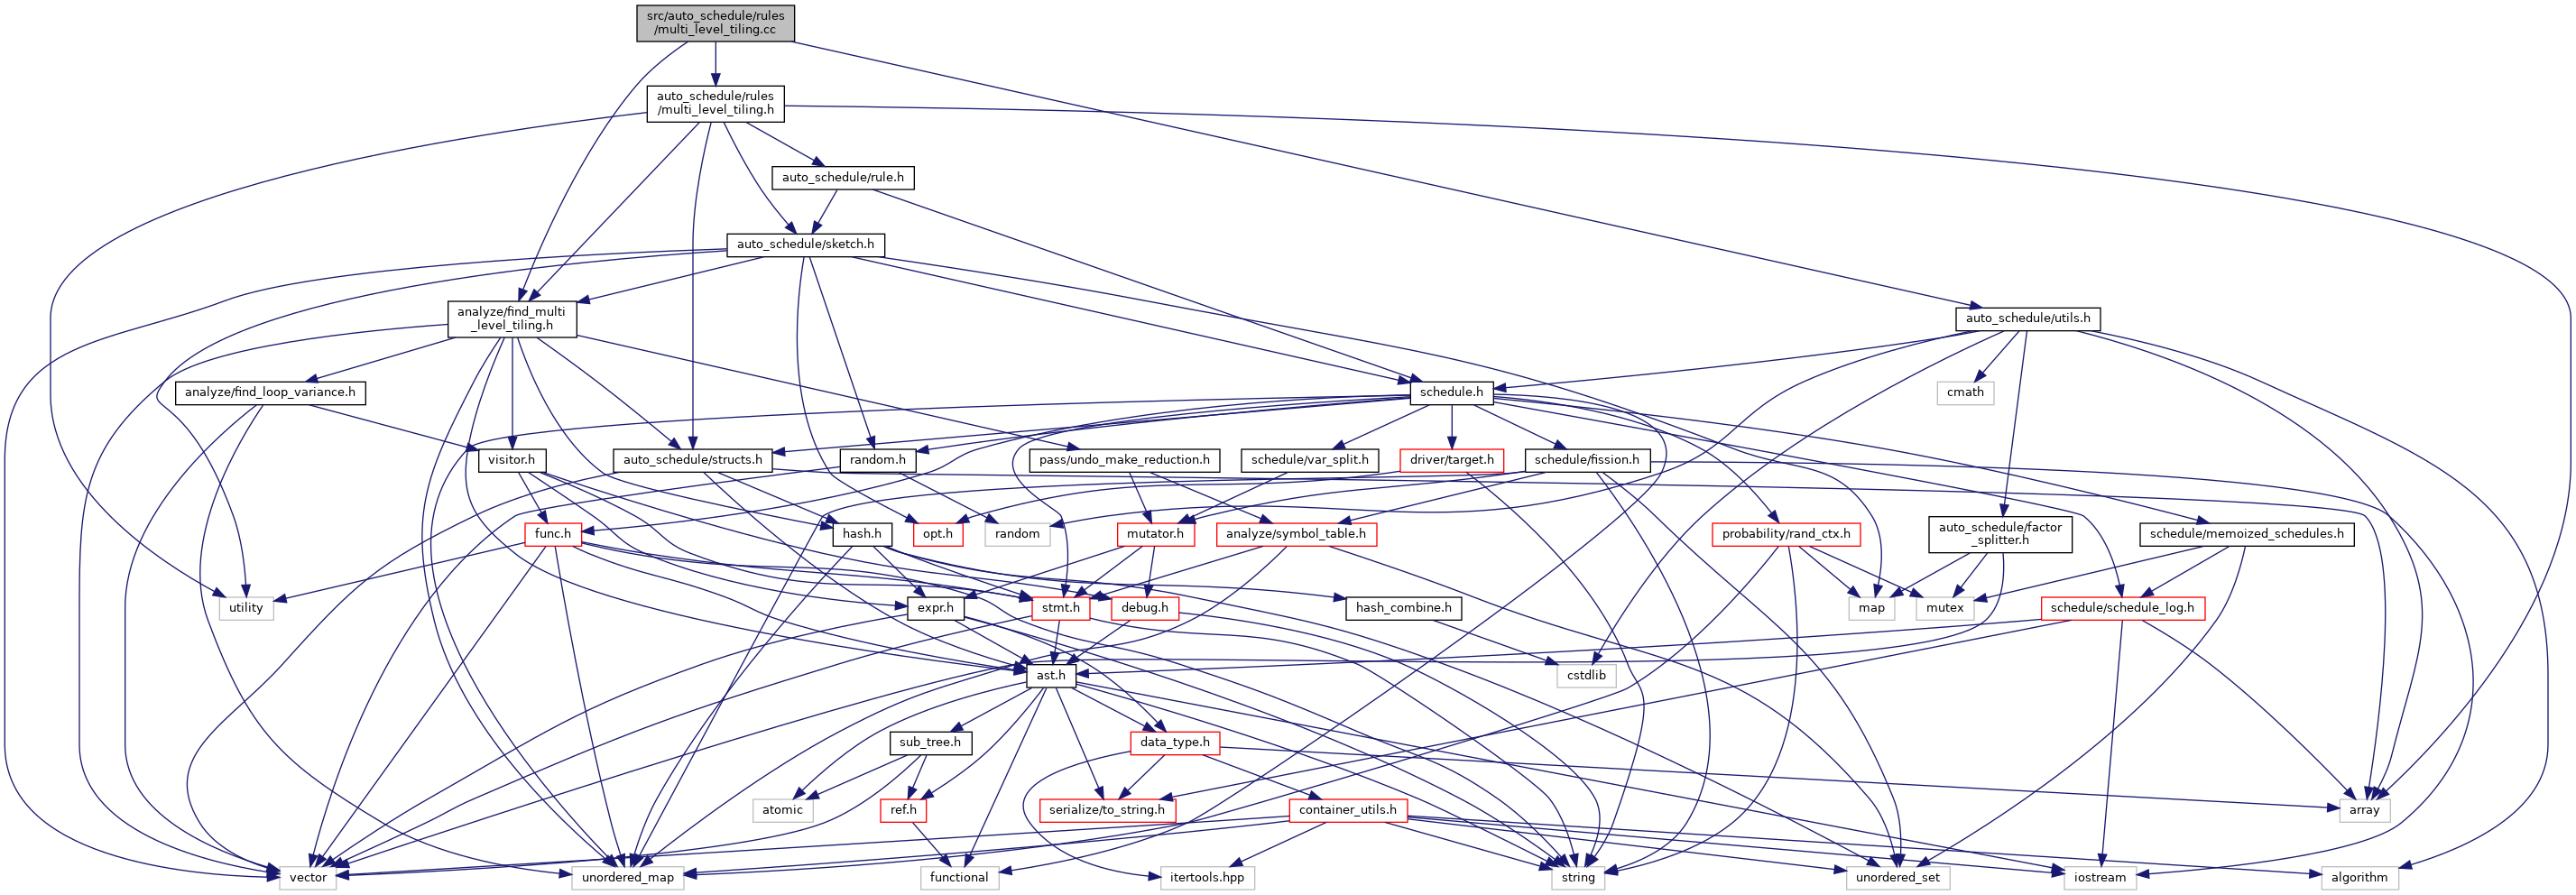 src/auto_schedule/rules
/multi_level_tiling.cc
auto_schedule/rules
/multi_level_tiling.h
auto_schedule/rule.h
auto_schedule/sketch.h
analyze/find_multi
_level_tiling.h
auto_schedule/utils.h
analyze/find_loop_variance.h
schedule.h
cmath
visitor.h
auto_schedule/structs.h
random.h
pass/undo_make_reduction.h
schedule/var_split.h
driver/target.h
schedule/fission.h
func.h
hash.h
opt.h
random
mutator.h
analyze/symbol_table.h
probability/rand_ctx.h
auto_schedule/factor
_splitter.h
schedule/memoized_schedules.h
utility
expr.h
stmt.h
debug.h
hash_combine.h
map
mutex
schedule/schedule_log.h
ast.h
cstdlib
sub_tree.h
data_type.h
atomic
ref.h
serialize/to_string.h
container_utils.h
array
vector
unordered_map
functional
itertools.hpp
string
unordered_set
iostream
algorithm